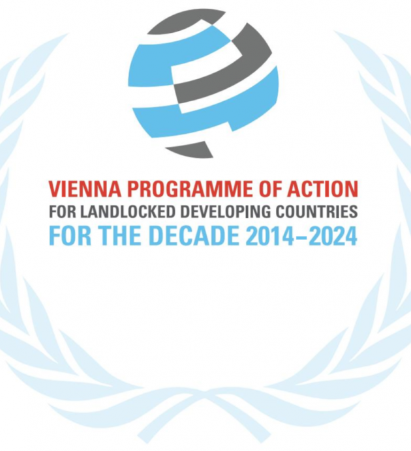 VIENNA PROGRAMME OF ACTION
FOR LANDLOCKED DEVELOPING COUNTRIES
FOR THE DECADE 2014–2024